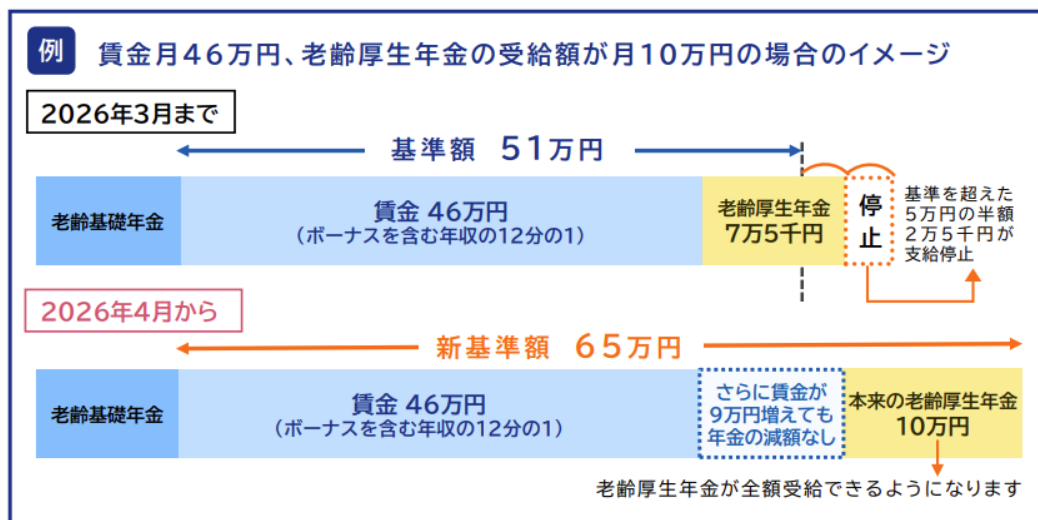 例 賃金月46万円、老齢厚生年金の受給額が月10万円の場合のイメージ
2026年3月まで
基準額 51万円
老齢基礎年金
賃金 46万円
（ボーナスを含む年収の12分の1）
老齢厚生年金
7万5千円
停
止
基準を超えた
5万円の半額
2万5千円が
支給停止
2026年4月から
新基準額 65万円
老齢基礎年金
賃金 46万円
（ボーナスを含む年収の12分の1）
さらに賃金が
9万円増えても
年金の減額なし
本来の老齢厚生年金
10万円
老齢厚生年金が全額受給できるようになります